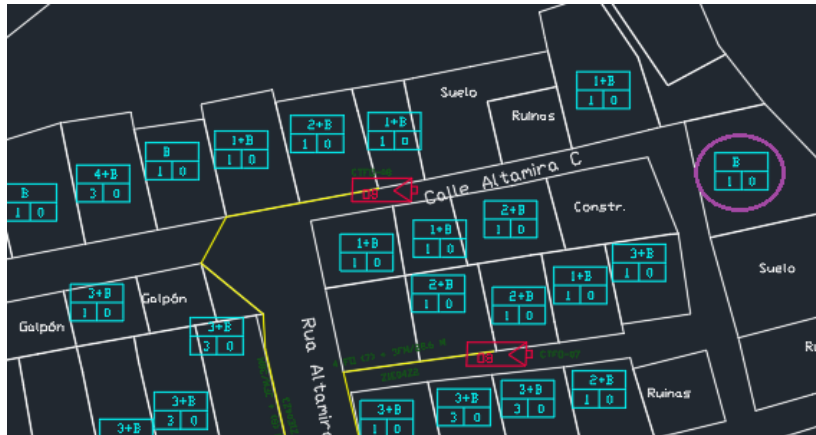 1+B
1 0
Suelo
Ruinas
2+B
1 0
1+B
1 0
1+B
1 0
B
1 0
4+B
3 0
B
1 0
B
1 0
Calle Altamira C
2+B
1 0
Constr.
1+B
1 0
1+B
1 0
3+B
1 0
Suelo
2+B
1 0
2+B
1 0
1+B
1 0
3+B
1 0
Galpón
Galpón
3+B
3 0
Rua Altamira
08
08
2+B
1 0
Ruinas
3+B
3 0
3+B
3 0
3+B
1 0
3+B
3 0
3+B